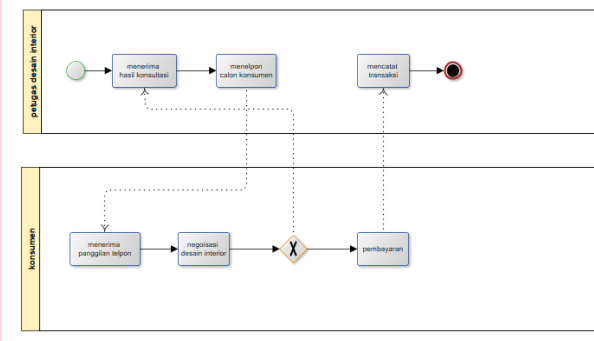 petugas desain interior
menerima
hasil konsultasi
menelpon
calon konsumen
mencatat
transaksi
konsumen
menerima
panggilan telpon
negoisasi
desain interior
X
pembayaran